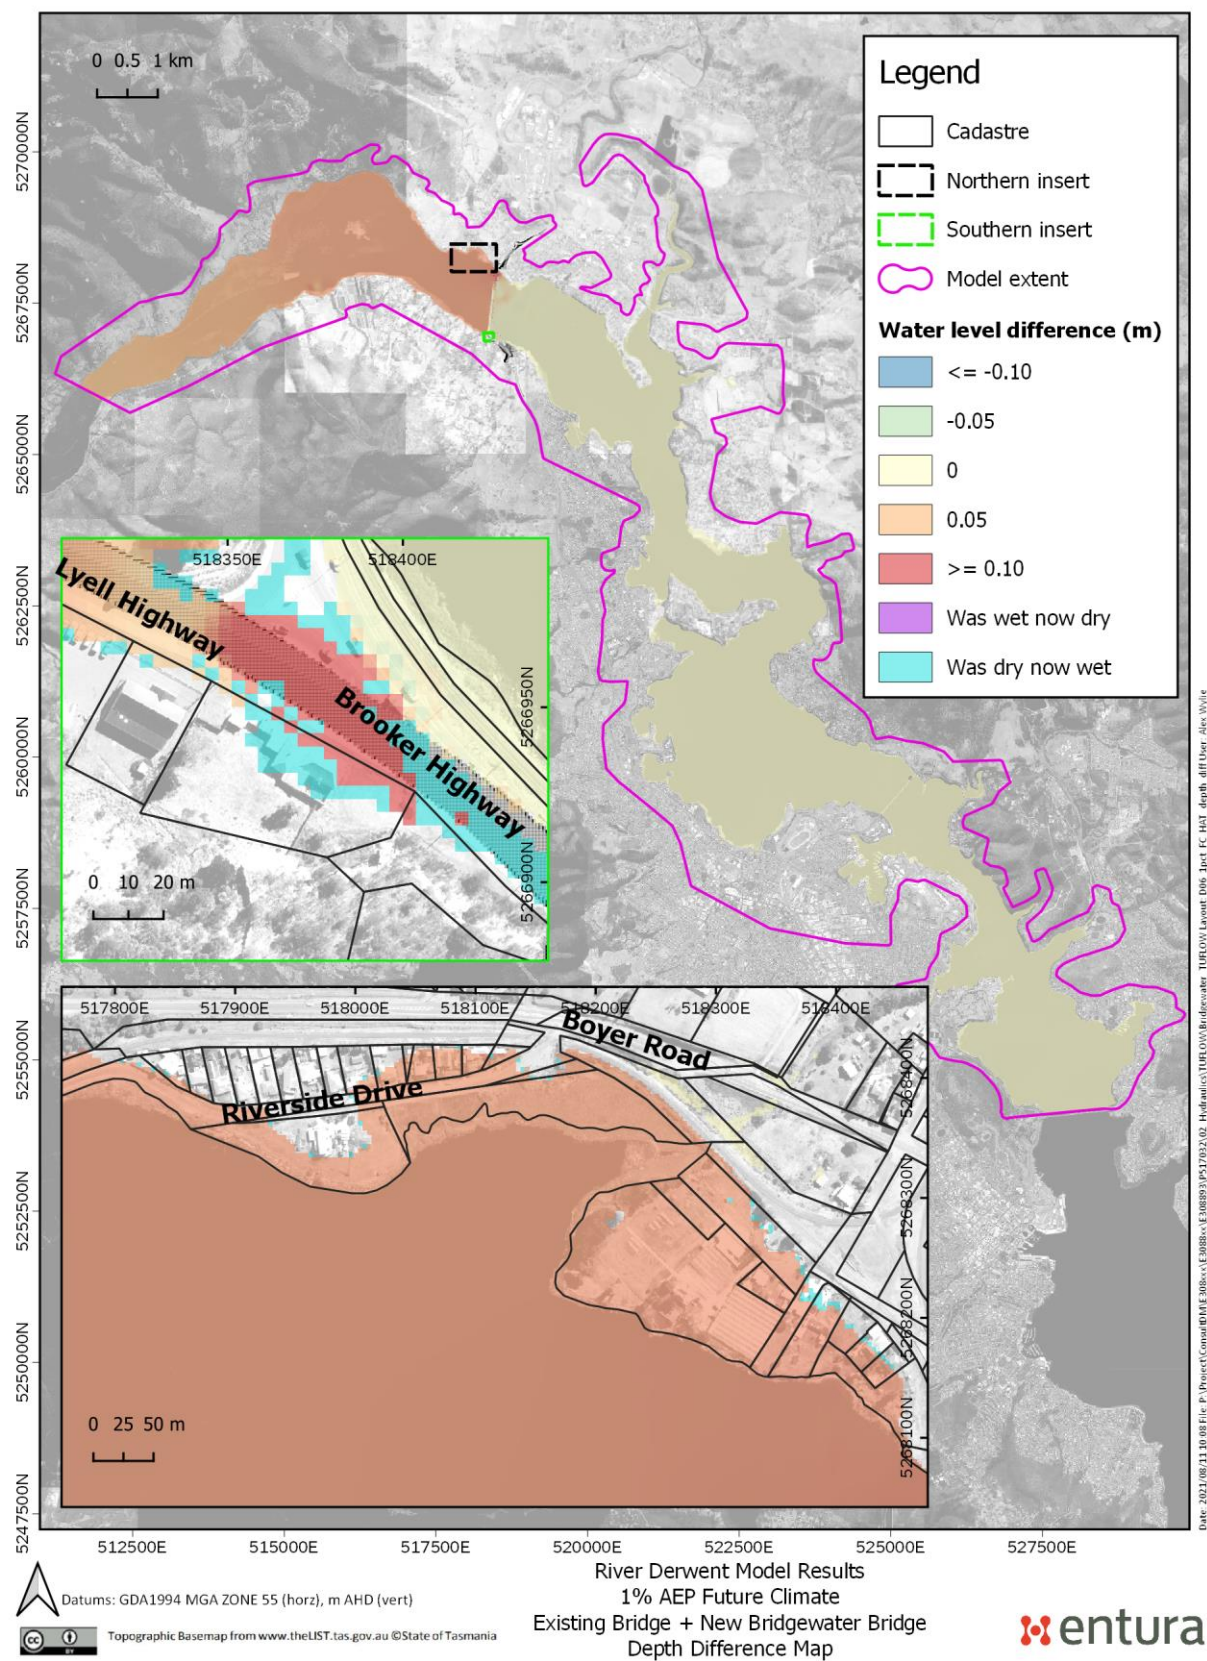 0 0.5 1 km
Legend
Cadastre
Northern insert
Southern insert
Model extent
Water level difference (m)
<= -0.10
-0.05
0
0.05
>= 0.10
Was wet now dry
Was dry now wet
5270000N
5267500N
5265000N
5262500N
5260000N
5257500N
5255000N
5252500N
5250000N
5247500N
518350E
518400E
Lyell Highway
Brooker Highway
5266950N
5266900N
0 10 20 m
517800E
517900E
518000E
518100E
518200E
518300E
518400E
Boyer Road
Riverside Drive
5268400N
5268300N
5268200N
5268100N
0 25 50 m
512500E
515000E
517500E
520000E
522500E
525000E
527500E
Datums: GDA1994 MGA ZONE 55 (horz), m AHD (vert)
cc
BY
Topographic Basemap from www.theLIST.tas.gov.au ©State of Tasmania
River Derwent Model Results
1% AEP Future Climate
Existing Bridge + New Bridgewater Bridge
Depth Difference Map
entura